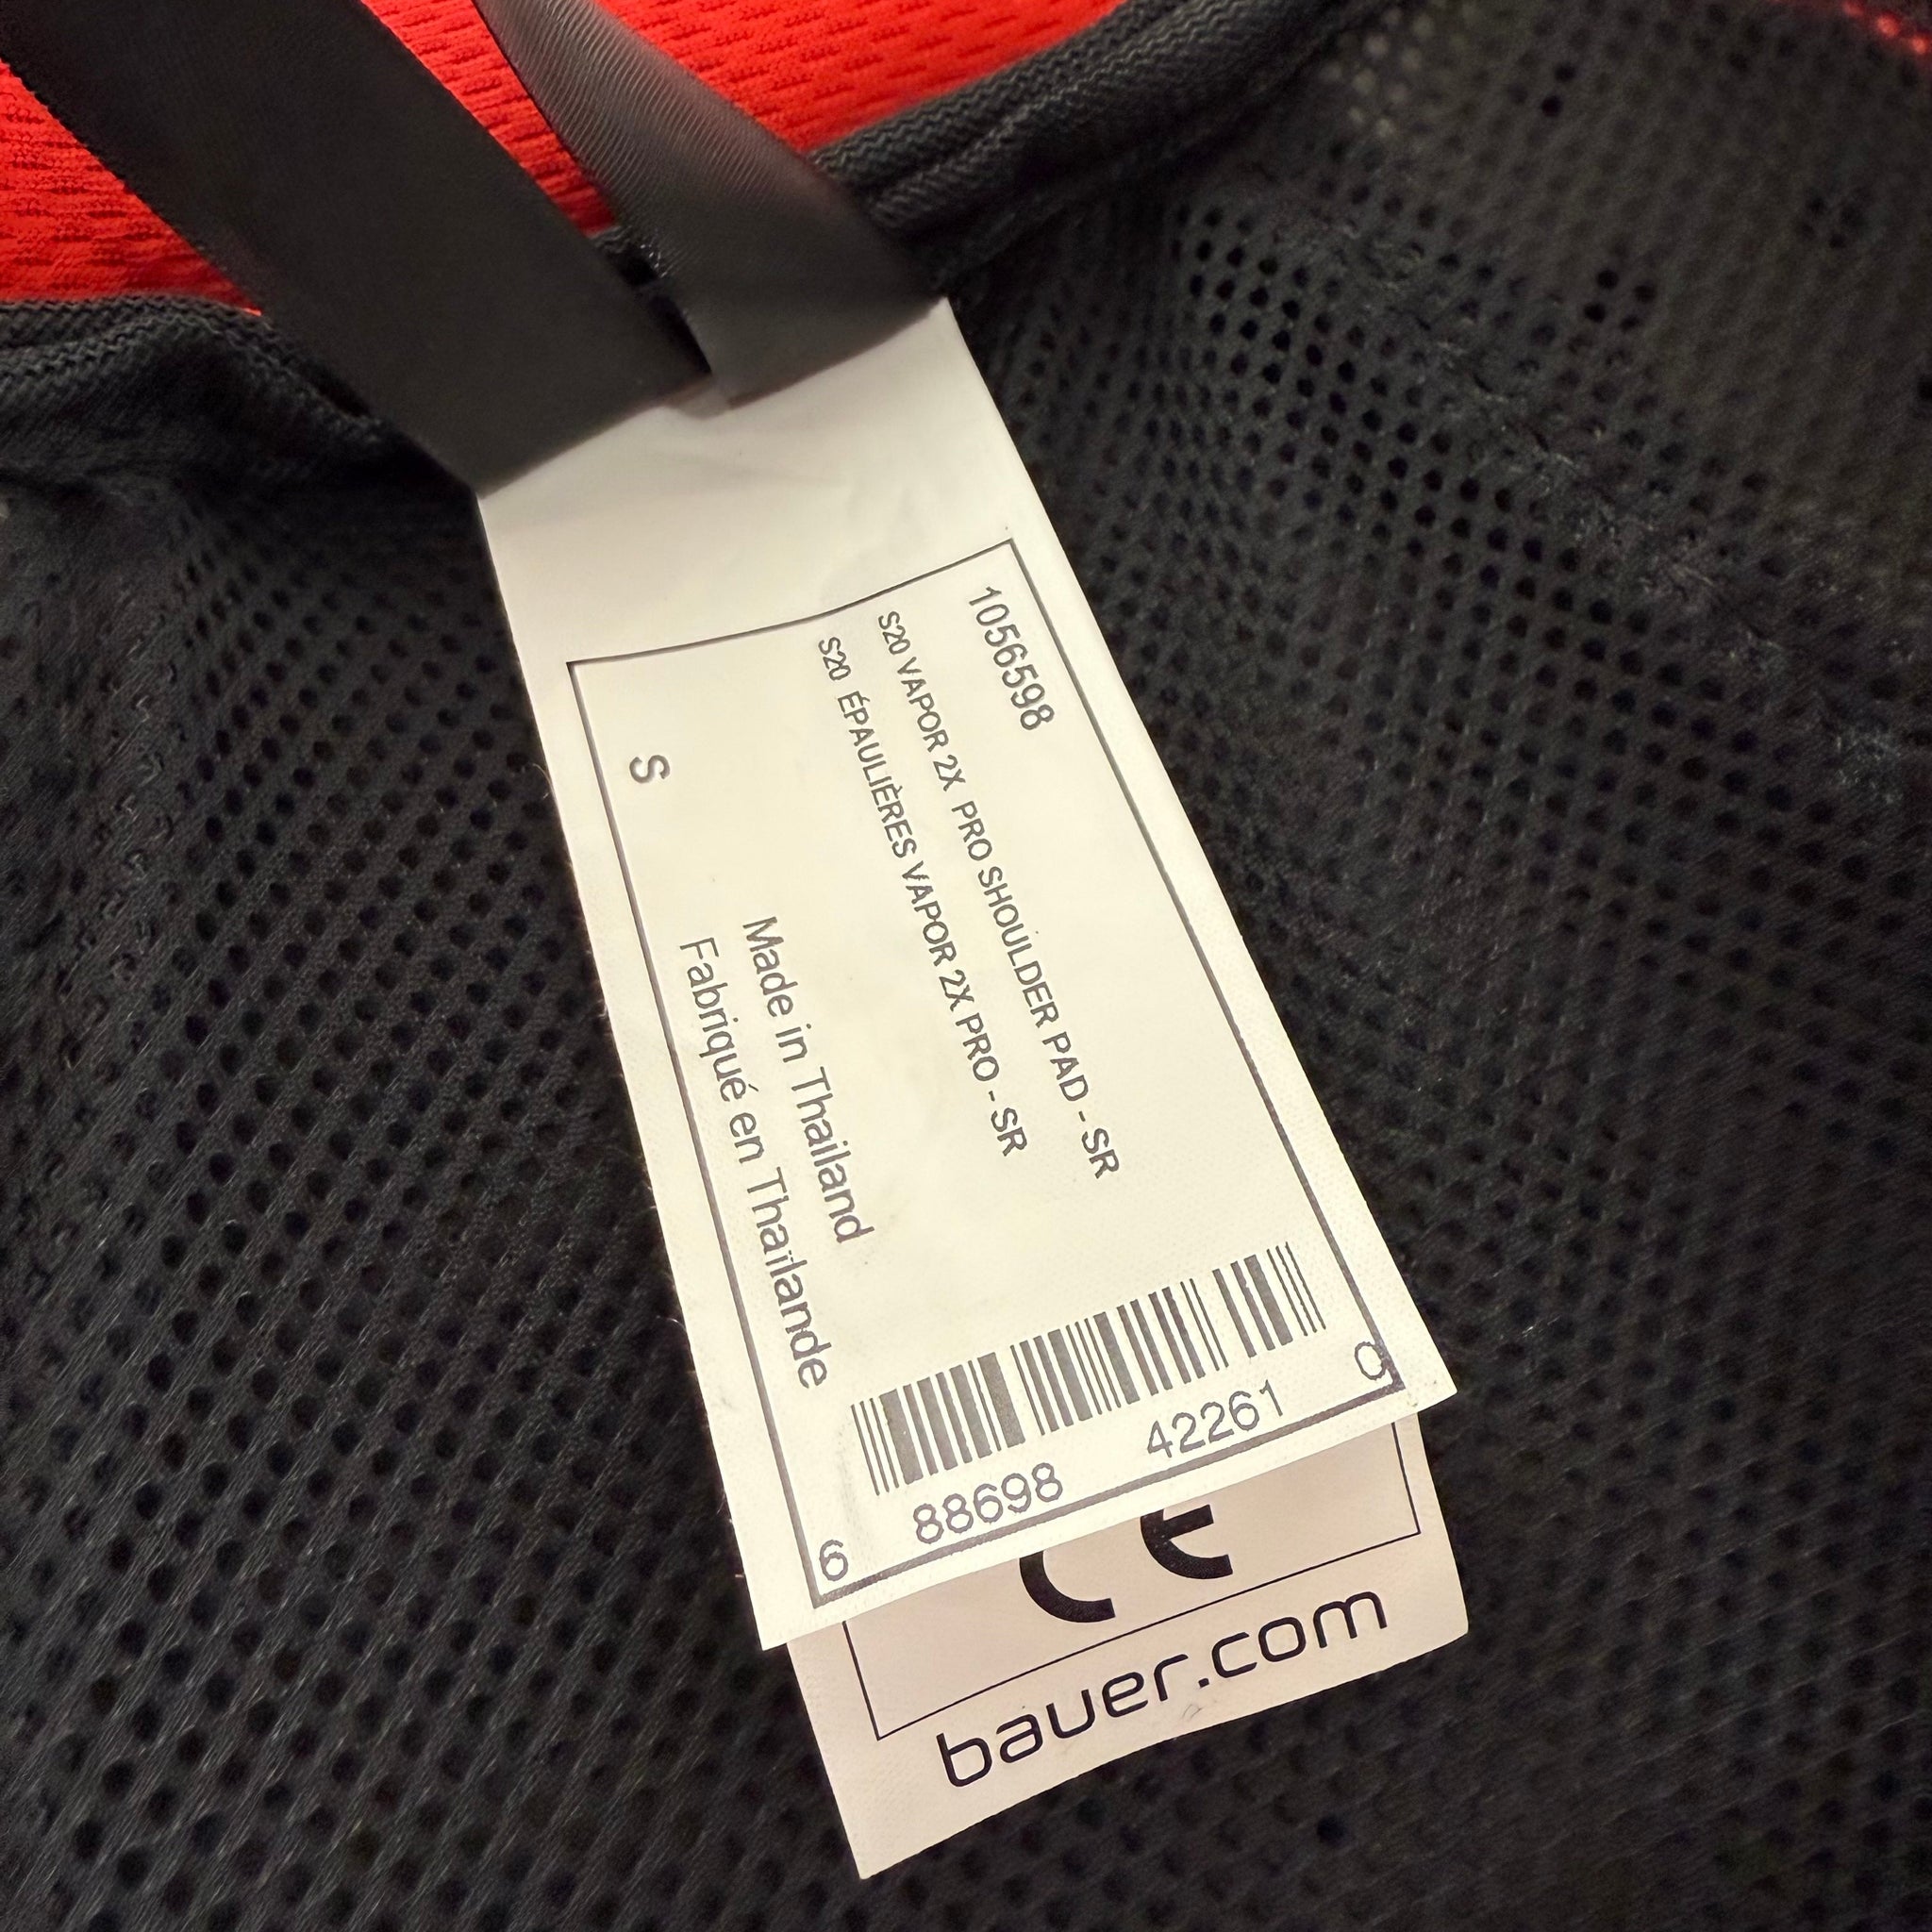 1056598
S20 VAPOR 2X PRO SHOULDER PAD - SR
S20 ÉPAULIÈRES VAPOR 2X PRO - SR
Made in Thailand
Fabriqué en Thaïlande
S
6 88698 42261 0
CE
bauer.com